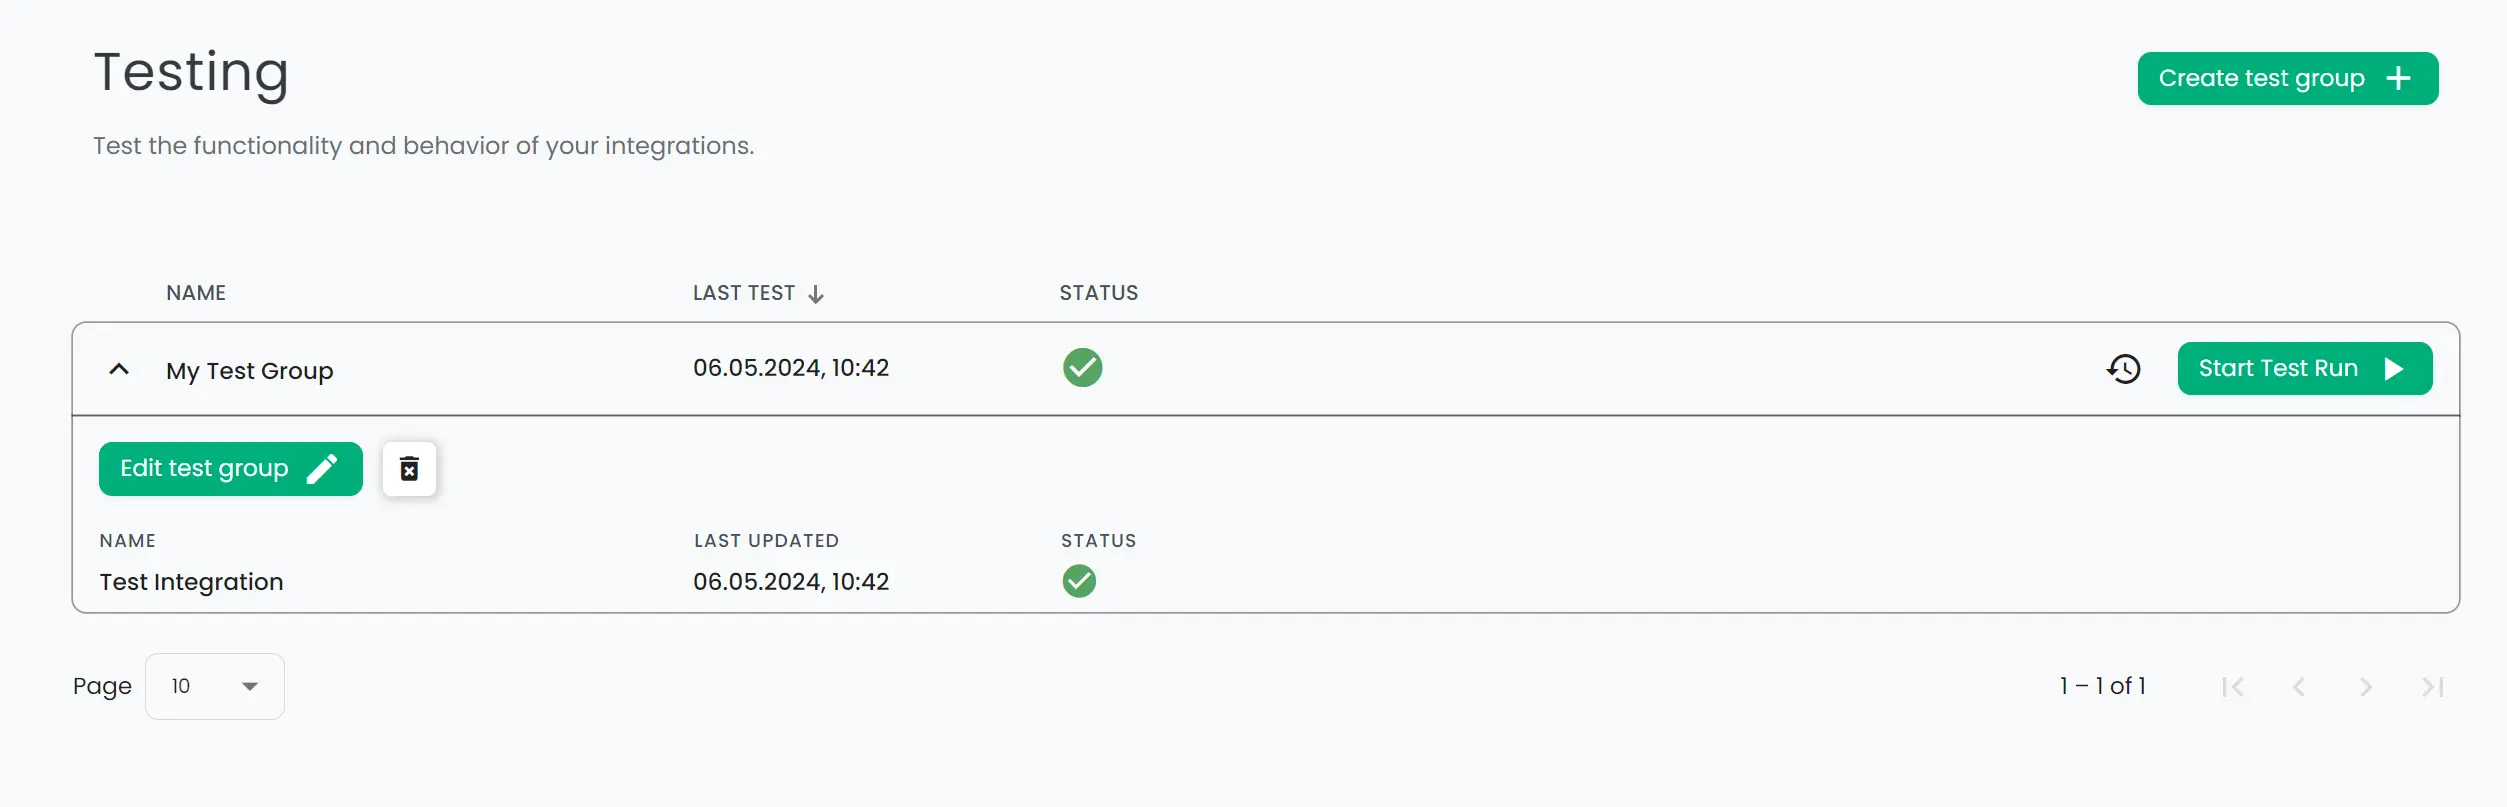 Testing
Create test group
Test the functionality and behavior of your integrations.
NAME LAST TEST STATUS
My Test Group 06.05.2024, 10:42 Start Test Run
Edit test group
NAME LAST UPDATED STATUS
Test Integration 06.05.2024, 10:42
Page 10 1 – 1 of 1